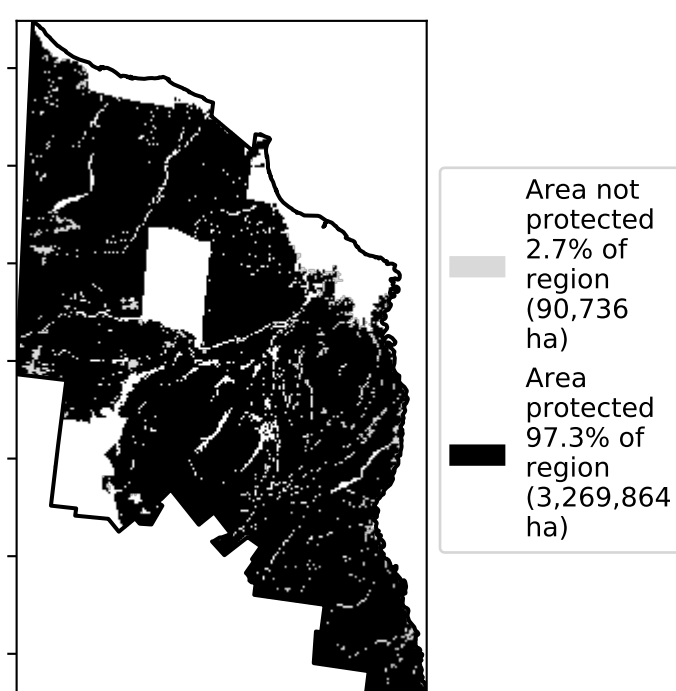 Area not
protected
2.7% of
region
(90,736
ha)
Area
protected
97.3% of
region
(3,269,864
ha)